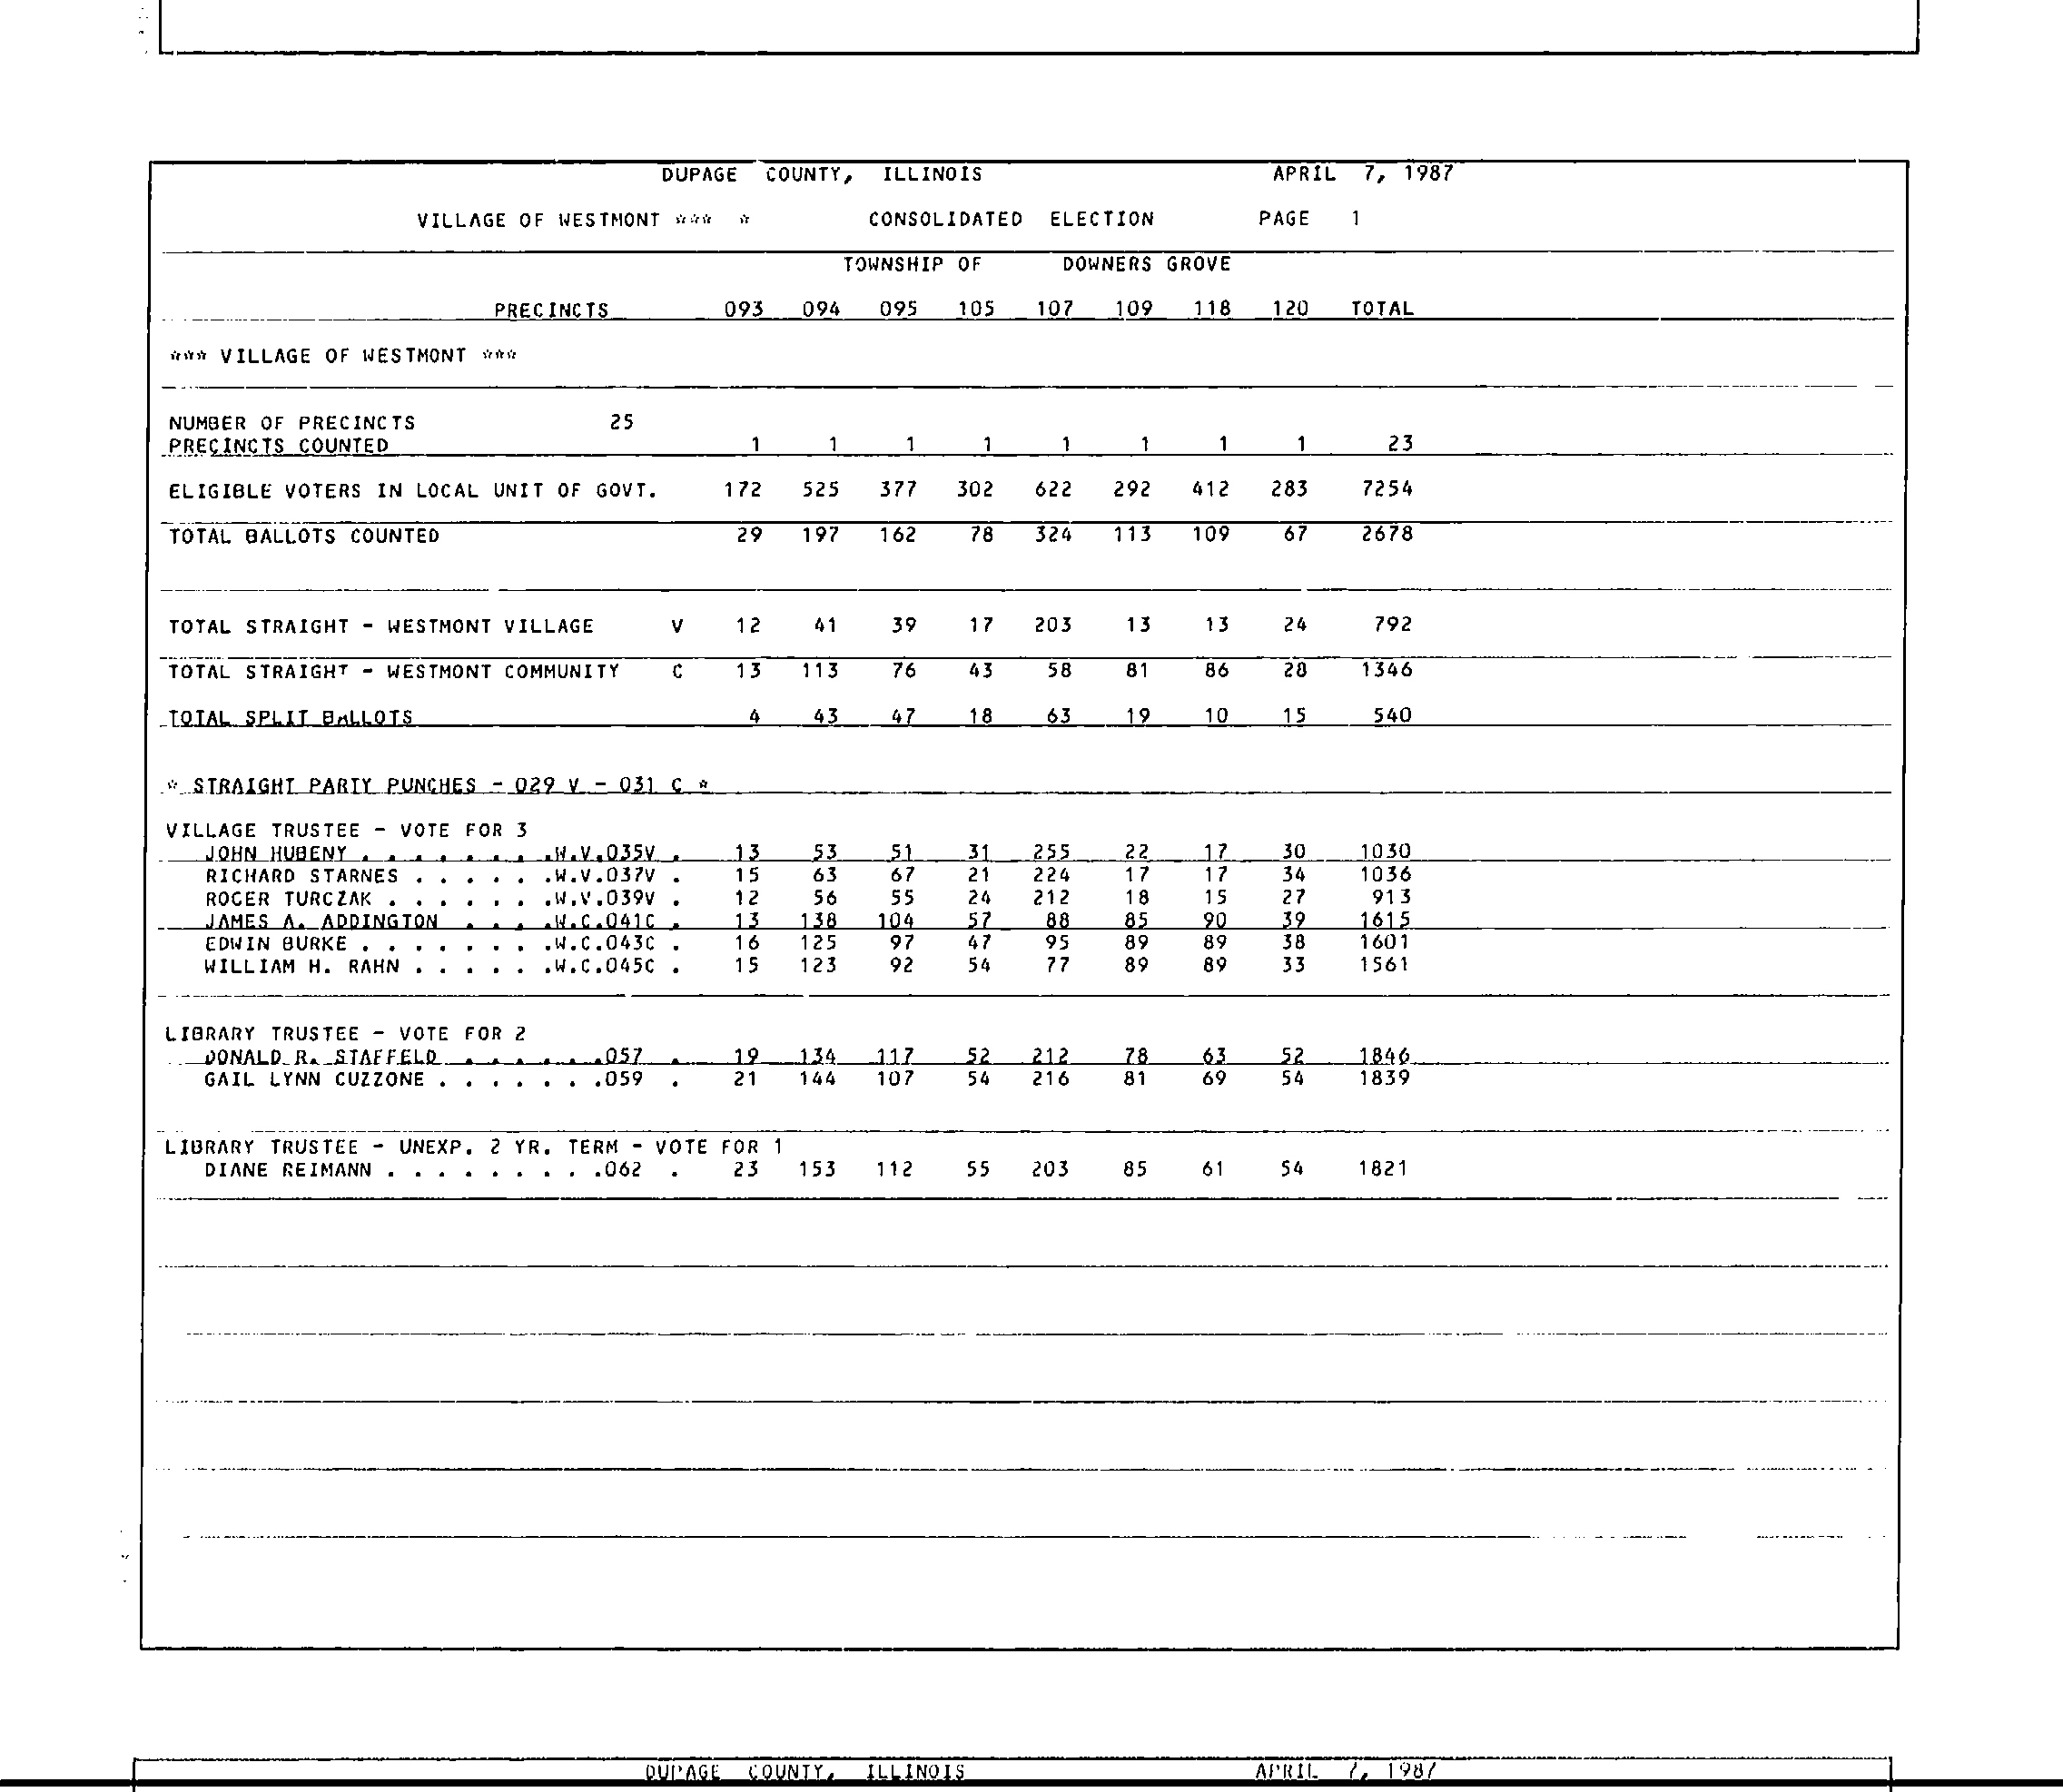 DUPAGE COUNTY, ILLINOIS APRIL 7, 1987
VILLAGE OF WESTMONT *** * CONSOLIDATED ELECTION PAGE 1
TOWNSHIP OF DOWNERS GROVE
PRECINCTS 093 094 095 105 107 109 118 120 TOTAL
*** VILLAGE OF WESTMONT ***
NUMBER OF PRECINCTS 25
PRECINCTS COUNTED 1 1 1 1 1 1 1 1 23
ELIGIBLE VOTERS IN LOCAL UNIT OF GOVT. 172 525 377 302 622 292 412 283 7254
TOTAL BALLOTS COUNTED 29 197 162 78 324 113 109 67 2678
TOTAL STRAIGHT - WESTMONT VILLAGE V 12 41 39 17 203 13 13 24 792
TOTAL STRAIGHT - WESTMONT COMMUNITY C 13 113 76 43 58 81 86 28 1346
TOTAL SPLIT BALLOTS 4 43 47 18 63 19 10 15 540
* STRAIGHT PARTY PUNCHES - 029 V - 031 C *
VILLAGE TRUSTEE - VOTE FOR 3
JOHN HUBENY . . . . . . . .W.V.035V . 13 53 51 31 255 22 17 30 1030
RICHARD STARNES . . . . . .W.V.037V . 15 63 67 21 224 17 17 34 1036
ROGER TURCZAK . . . . . . .W.V.039V . 12 56 55 24 212 18 15 27 913
JAMES A. ADDINGTON . . . .W.C.041C . 13 138 104 57 88 85 90 39 1615
EDWIN BURKE . . . . . . . .W.C.043C . 16 125 97 47 95 89 89 38 1601
WILLIAM H. RAHN . . . . . .W.C.045C . 15 123 92 54 77 89 89 33 1561
LIBRARY TRUSTEE - VOTE FOR 2
DONALD R. STAFFELD . . . . . .057 . 19 134 117 52 212 78 63 52 1846
GAIL LYNN CUZZONE . . . . . . .059 . 21 144 107 54 216 81 69 54 1839
LIBRARY TRUSTEE - UNEXP. 2 YR. TERM - VOTE FOR 1
DIANE REIMANN . . . . . . . . .062 . 23 153 112 55 203 85 61 54 1821
DUPAGE COUNTY, ILLINOIS APRIL 7, 1987